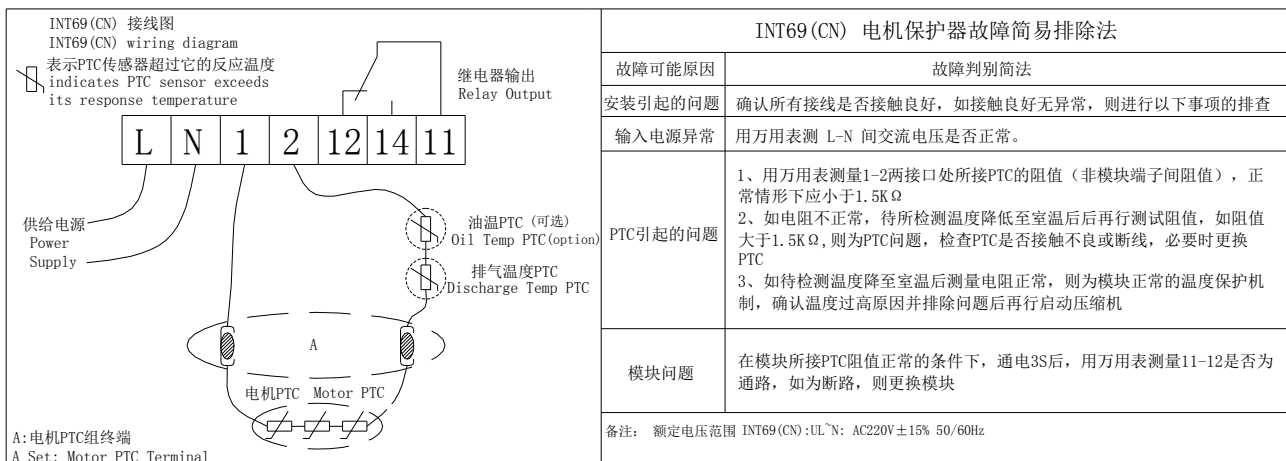 INT69(CN) 接线图
INT69(CN) wiring diagram
表示PTC传感器超过它的反应温度
indicates PTC sensor exceeds
its response temperature
继电器输出
Relay Output
L N 1 2 12 14 11
供给电源
Power
Supply
油温PTC (可选)
Oil Temp PTC(option)
排气温度PTC
Discharge Temp PTC
A
电机PTC Motor PTC
A:电机PTC组终端
A Set: Motor PTC Terminal
INT69(CN) 电机保护器故障简易排除法
故障可能原因 故障判别简法
安装引起的问题 确认所有接线是否接触良好，如接触良好无异常，则进行以下事项的排查
输入电源异常 用万用表测 L-N 间交流电压是否正常。
PTC引起的问题
1、用万用表测量1-2两接口处所接PTC的阻值（非模块端子间阻值），正
常情形下应小于1.5KΩ
2、如电阻不正常，待所检测温度降低至室温后后再行测试阻值，如阻值
大于1.5KΩ,则为PTC问题，检查PTC是否接触不良或断线，必要时更换
PTC
3、如待检测温度降至室温后测量电阻正常，则为模块正常的温度保护机
制，确认温度过高原因并排除问题后再行启动压缩机
模块问题
在模块所接PTC阻值正常的条件下，通电3S后，用万用表测量11-12是否为
通路，如为断路，则更换模块
备注： 额定电压范围 INT69(CN):UL~N: AC220V±15% 50/60Hz